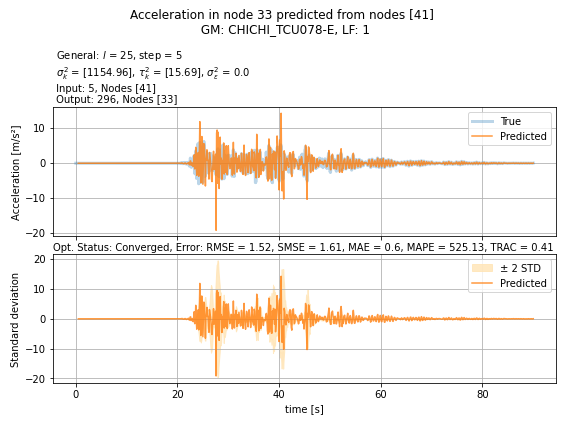 Acceleration in node 33 predicted from nodes [41]
GM: CHICHI_TCU078-E, LF: 1
General: l = 25, step = 5
σ²ₖ = [1154.96], τ²ₖ = [15.69], σ²ε = 0.0
Input: 5, Nodes [41]
Output: 296, Nodes [33]
Acceleration [m/s²]
10
0
−10
−20
True
Predicted
Opt. Status: Converged, Error: RMSE = 1.52, SMSE = 1.61, MAE = 0.6, MAPE = 525.13, TRAC = 0.41
Standard deviation
20
10
0
−10
−20
± 2 STD
Predicted
0 20 40 60 80
time [s]